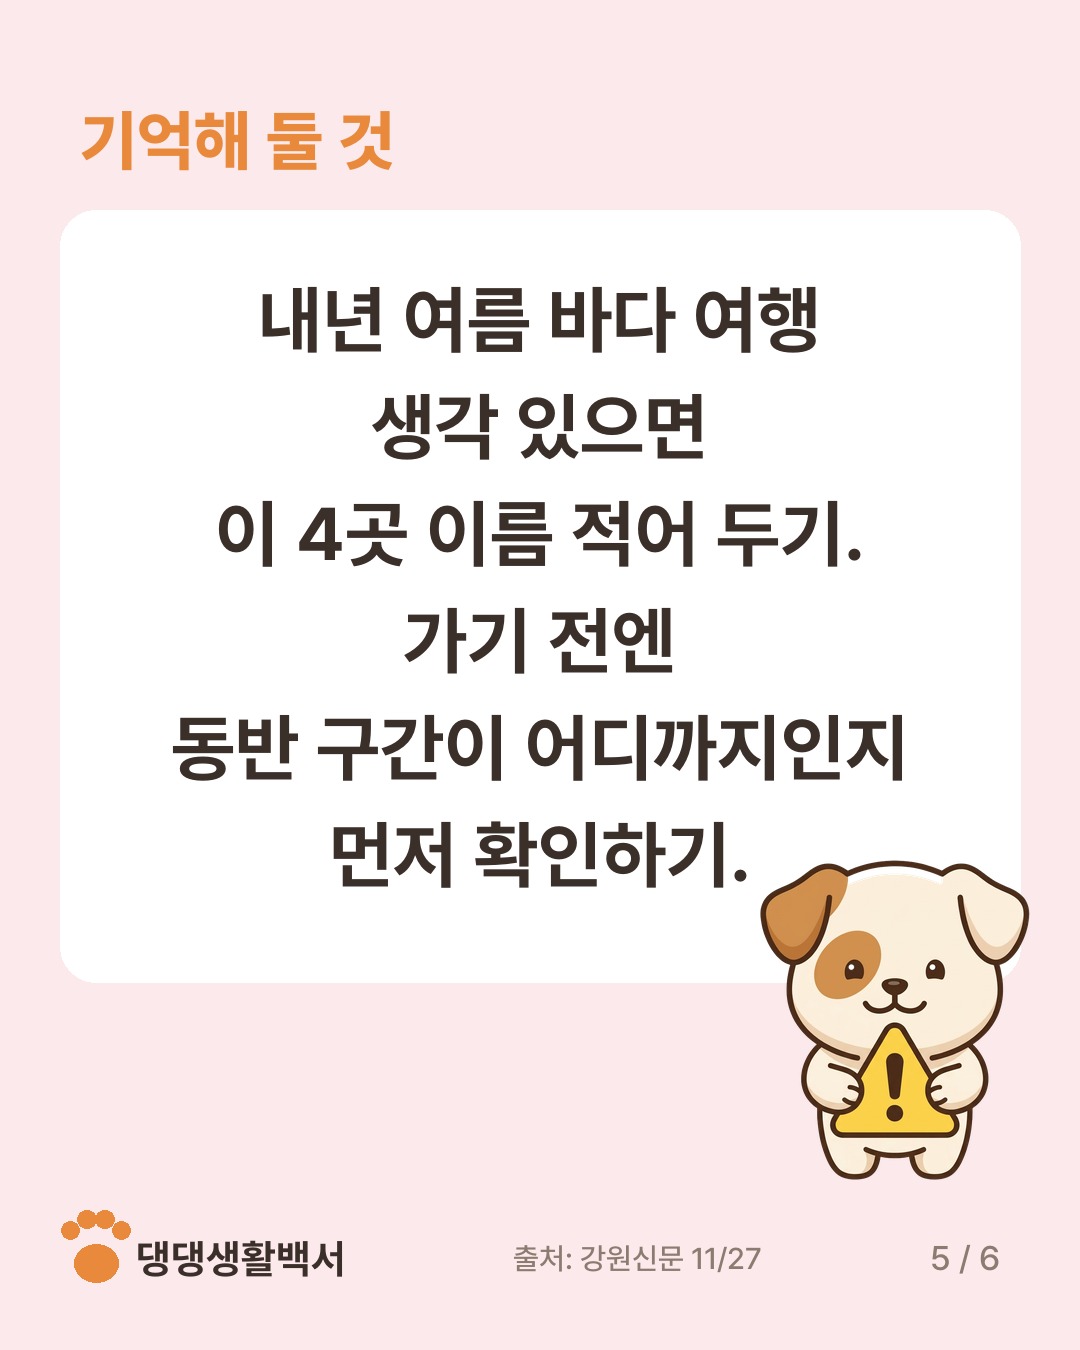 기억해 둘 것
내년 여름 바다 여행
생각 있으면
이 4곳 이름 적어 두기.
가기 전엔
동반 구간이 어디까지인지
먼저 확인하기.
댕댕생활백서
출처: 강원신문 11/27
5 / 6